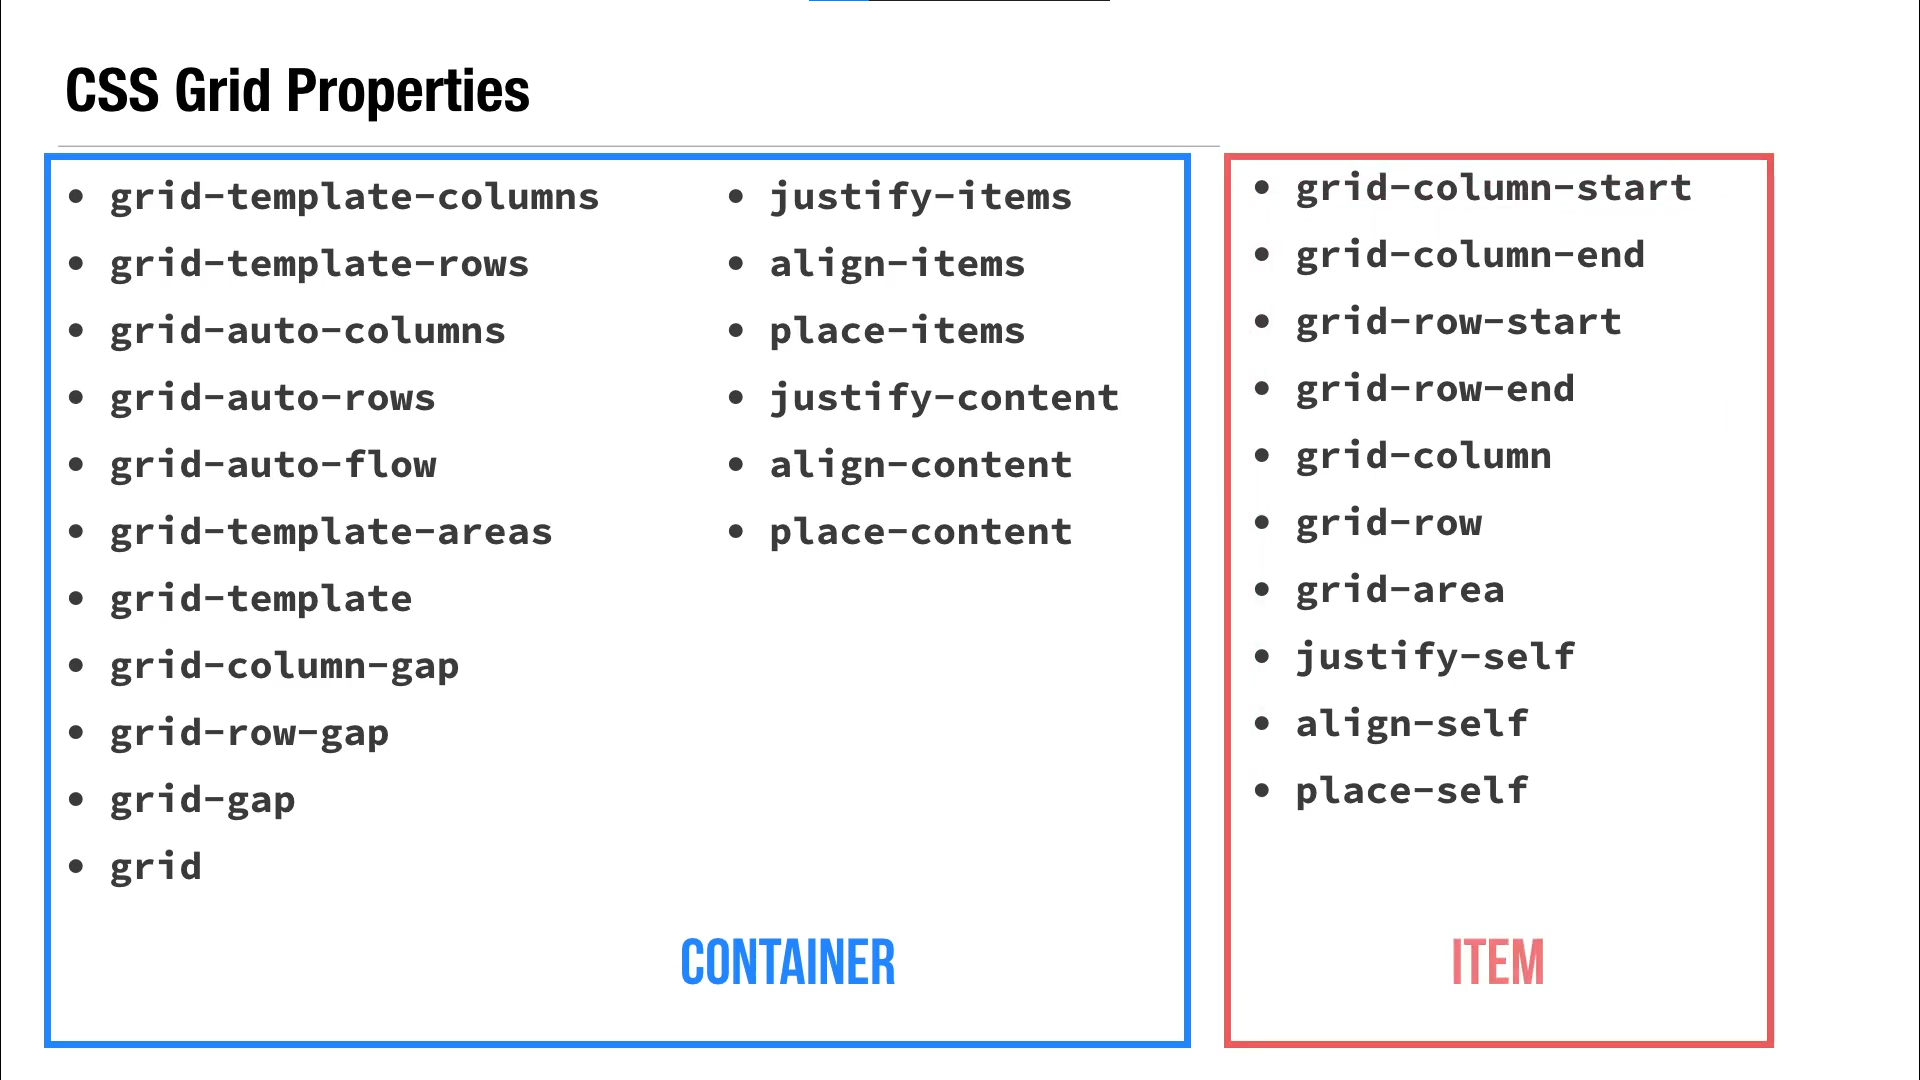 CSS Grid Properties
• grid-template-columns
• grid-template-rows
• grid-auto-columns
• grid-auto-rows
• grid-auto-flow
• grid-template-areas
• grid-template
• grid-column-gap
• grid-row-gap
• grid-gap
• grid
• justify-items
• align-items
• place-items
• justify-content
• align-content
• place-content
CONTAINER
• grid-column-start
• grid-column-end
• grid-row-start
• grid-row-end
• grid-column
• grid-row
• grid-area
• justify-self
• align-self
• place-self
ITEM